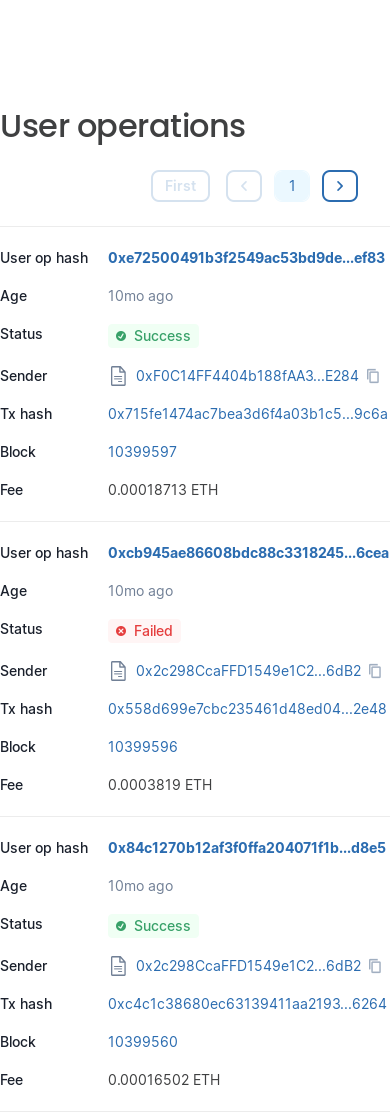 User operations
First 1
User op hash 0xe72500491b3f2549ac53bd9de...ef83
Age 10mo ago
Status Success
Sender 0xF0C14FF4404b188fAA3...E284
Tx hash 0x715fe1474ac7bea3d6f4a03b1c5...9c6a
Block 10399597
Fee 0.00018713 ETH
User op hash 0xcb945ae86608bdc88c3318245...6cea
Age 10mo ago
Status Failed
Sender 0x2c298CcaFFD1549e1C2...6dB2
Tx hash 0x558d699e7cbc235461d48ed04...2e48
Block 10399596
Fee 0.0003819 ETH
User op hash 0x84c1270b12af3f0ffa204071f1b...d8e5
Age 10mo ago
Status Success
Sender 0x2c298CcaFFD1549e1C2...6dB2
Tx hash 0xc4c1c38680ec63139411aa2193...6264
Block 10399560
Fee 0.00016502 ETH